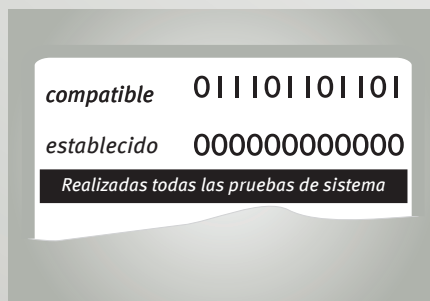 compatible 011101101101
establecido 000000000000
Realizadas todas las pruebas de sistema